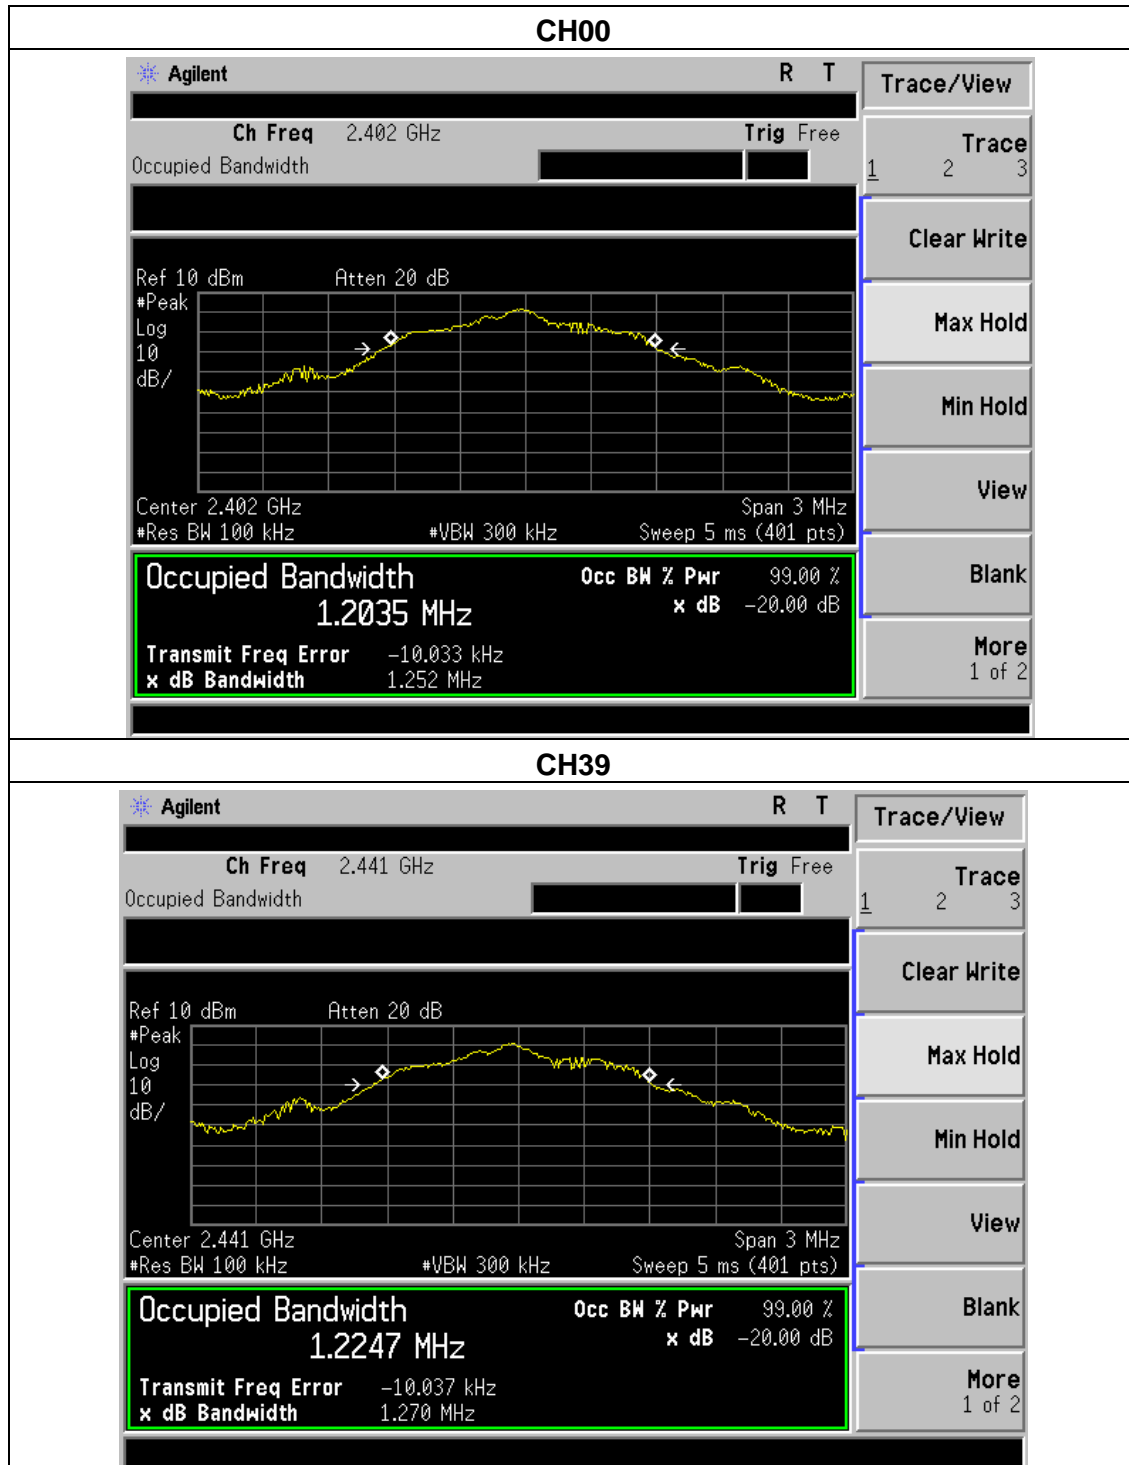 CH00
Agilent R T Trace/View
Ch Freq 2.402 GHz Trig Free
Occupied Bandwidth
Trace
1 2 3
Clear Write
Max Hold
Min Hold
View
Blank
More
1 of 2
Ref 10 dBm Atten 20 dB
#Peak
Log
10
dB/
Center 2.402 GHz Span 3 MHz
#Res BW 100 kHz #VBW 300 kHz Sweep 5 ms (401 pts)
Occupied Bandwidth Occ BW % Pwr 99.00 %
1.2035 MHz x dB -20.00 dB
Transmit Freq Error -10.033 kHz
x dB Bandwidth 1.252 MHz
CH39
Agilent R T Trace/View
Ch Freq 2.441 GHz Trig Free
Occupied Bandwidth
Trace
1 2 3
Clear Write
Max Hold
Min Hold
View
Blank
More
1 of 2
Ref 10 dBm Atten 20 dB
#Peak
Log
10
dB/
Center 2.441 GHz Span 3 MHz
#Res BW 100 kHz #VBW 300 kHz Sweep 5 ms (401 pts)
Occupied Bandwidth Occ BW % Pwr 99.00 %
1.2247 MHz x dB -20.00 dB
Transmit Freq Error -10.037 kHz
x dB Bandwidth 1.270 MHz